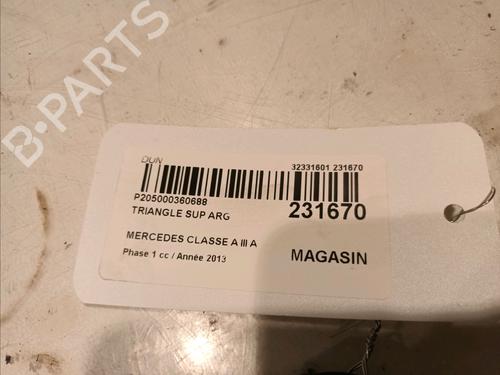 B-PARTS
DUN
32331601 231670
P205000360688
TRIANGLE SUP ARG
231670
MERCEDES CLASSE A III A
Phase 1 cc / Année 2013
MAGASIN